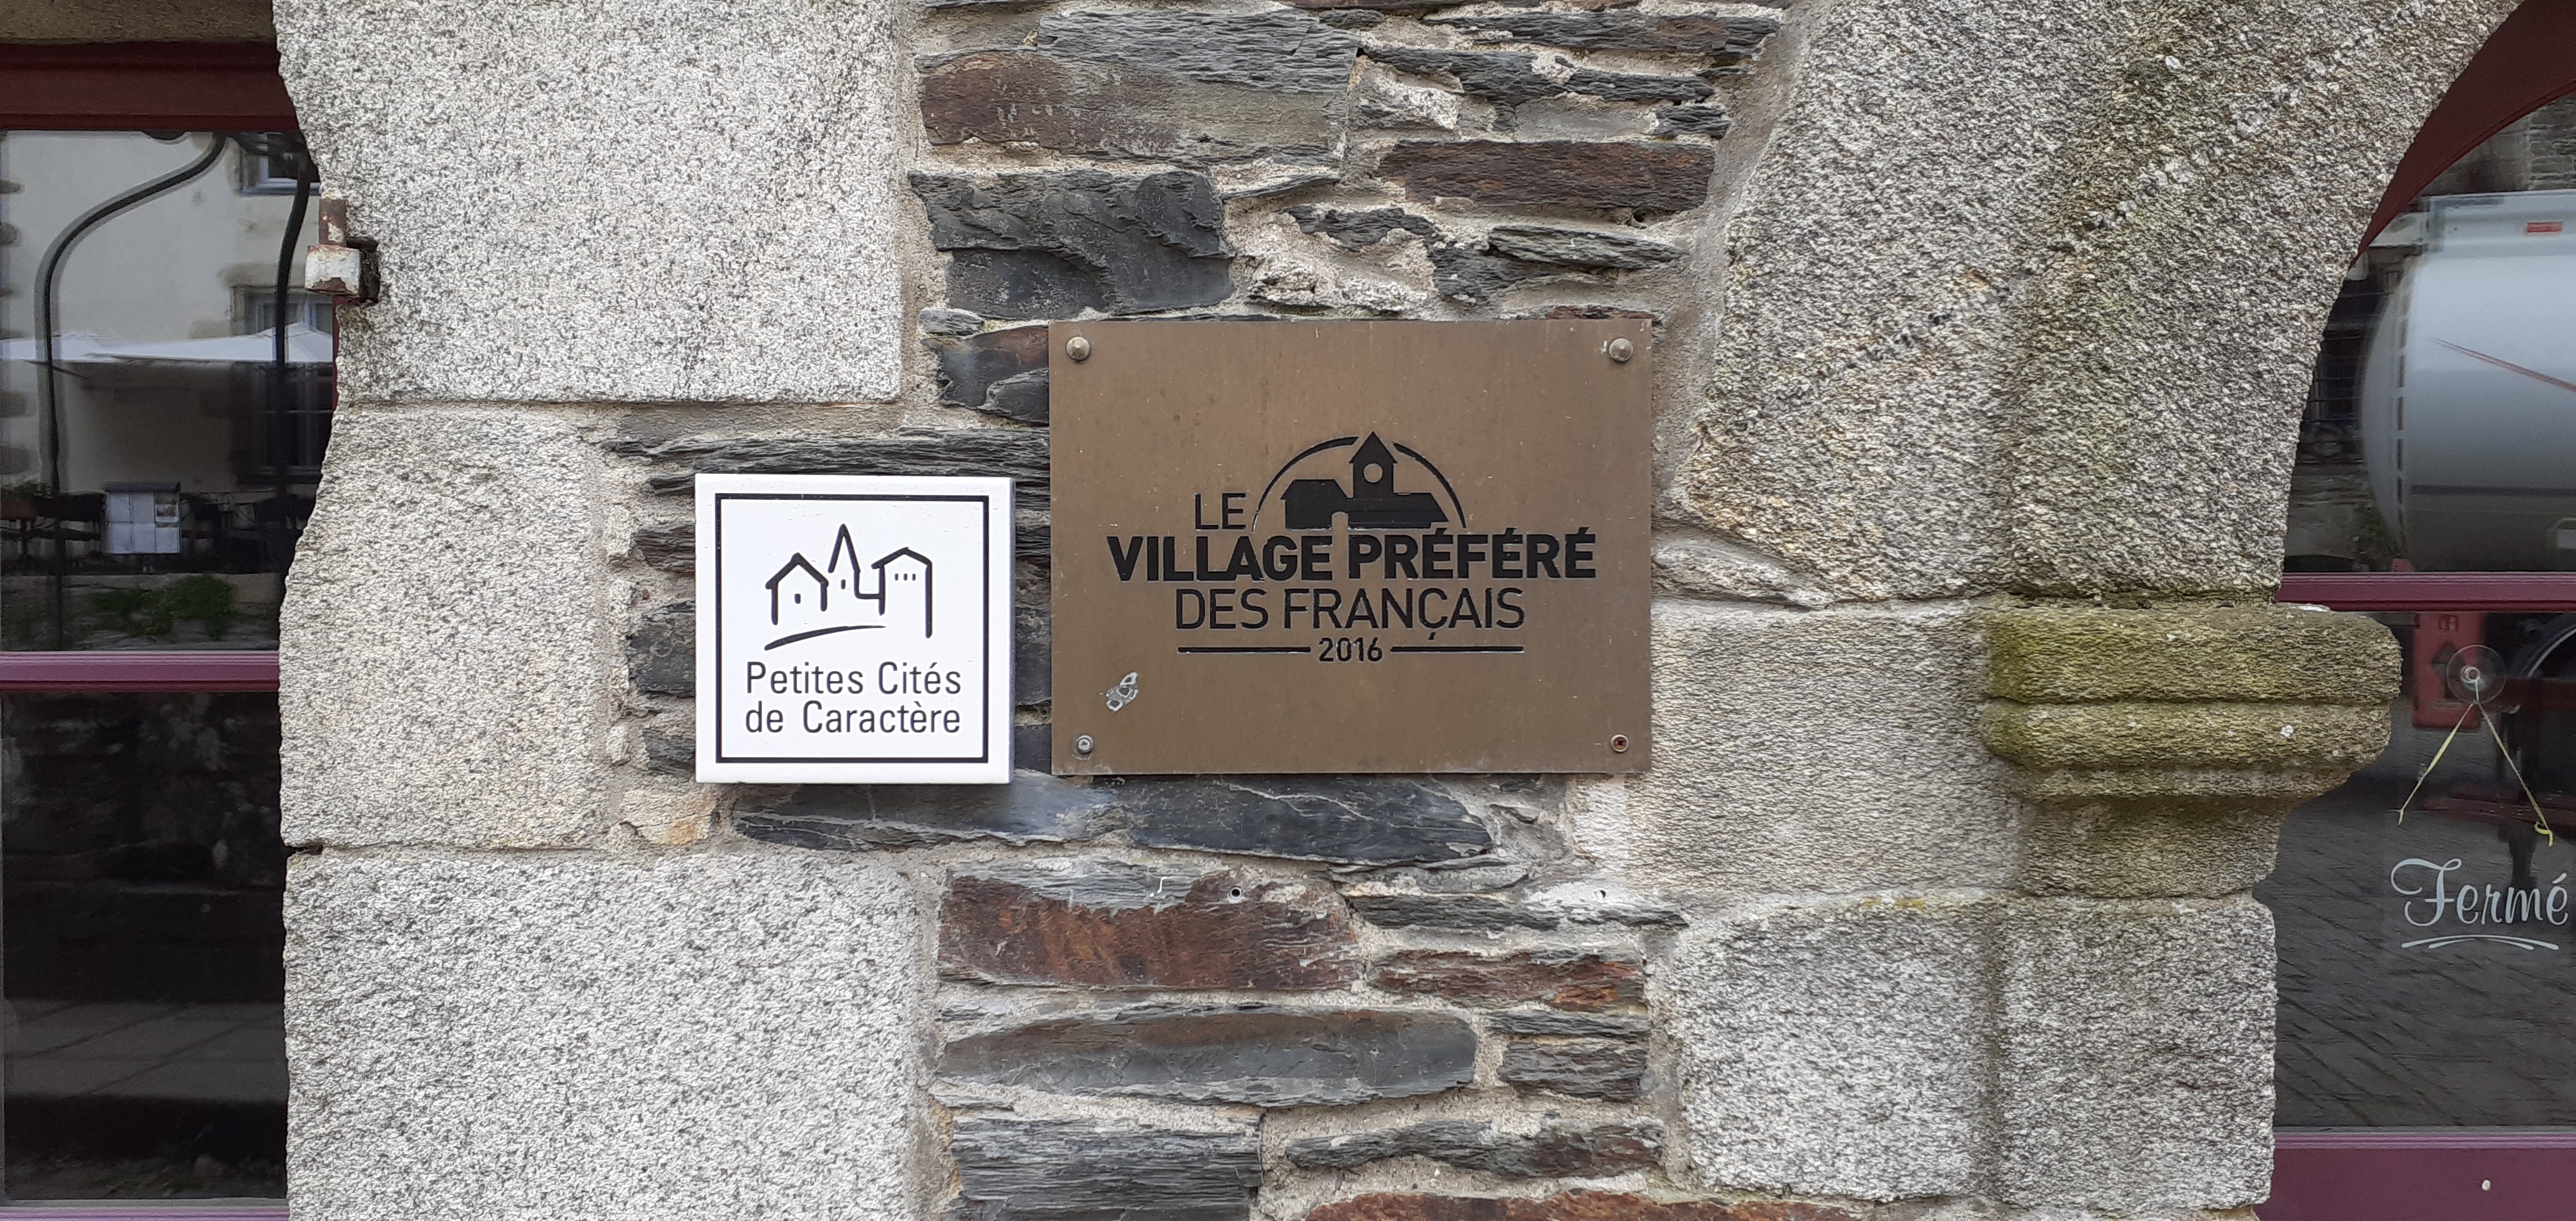 Petites Cités
de Caractère
LE
VILLAGE PRÉFÉRÉ
DES FRANÇAIS
2016
Fermé